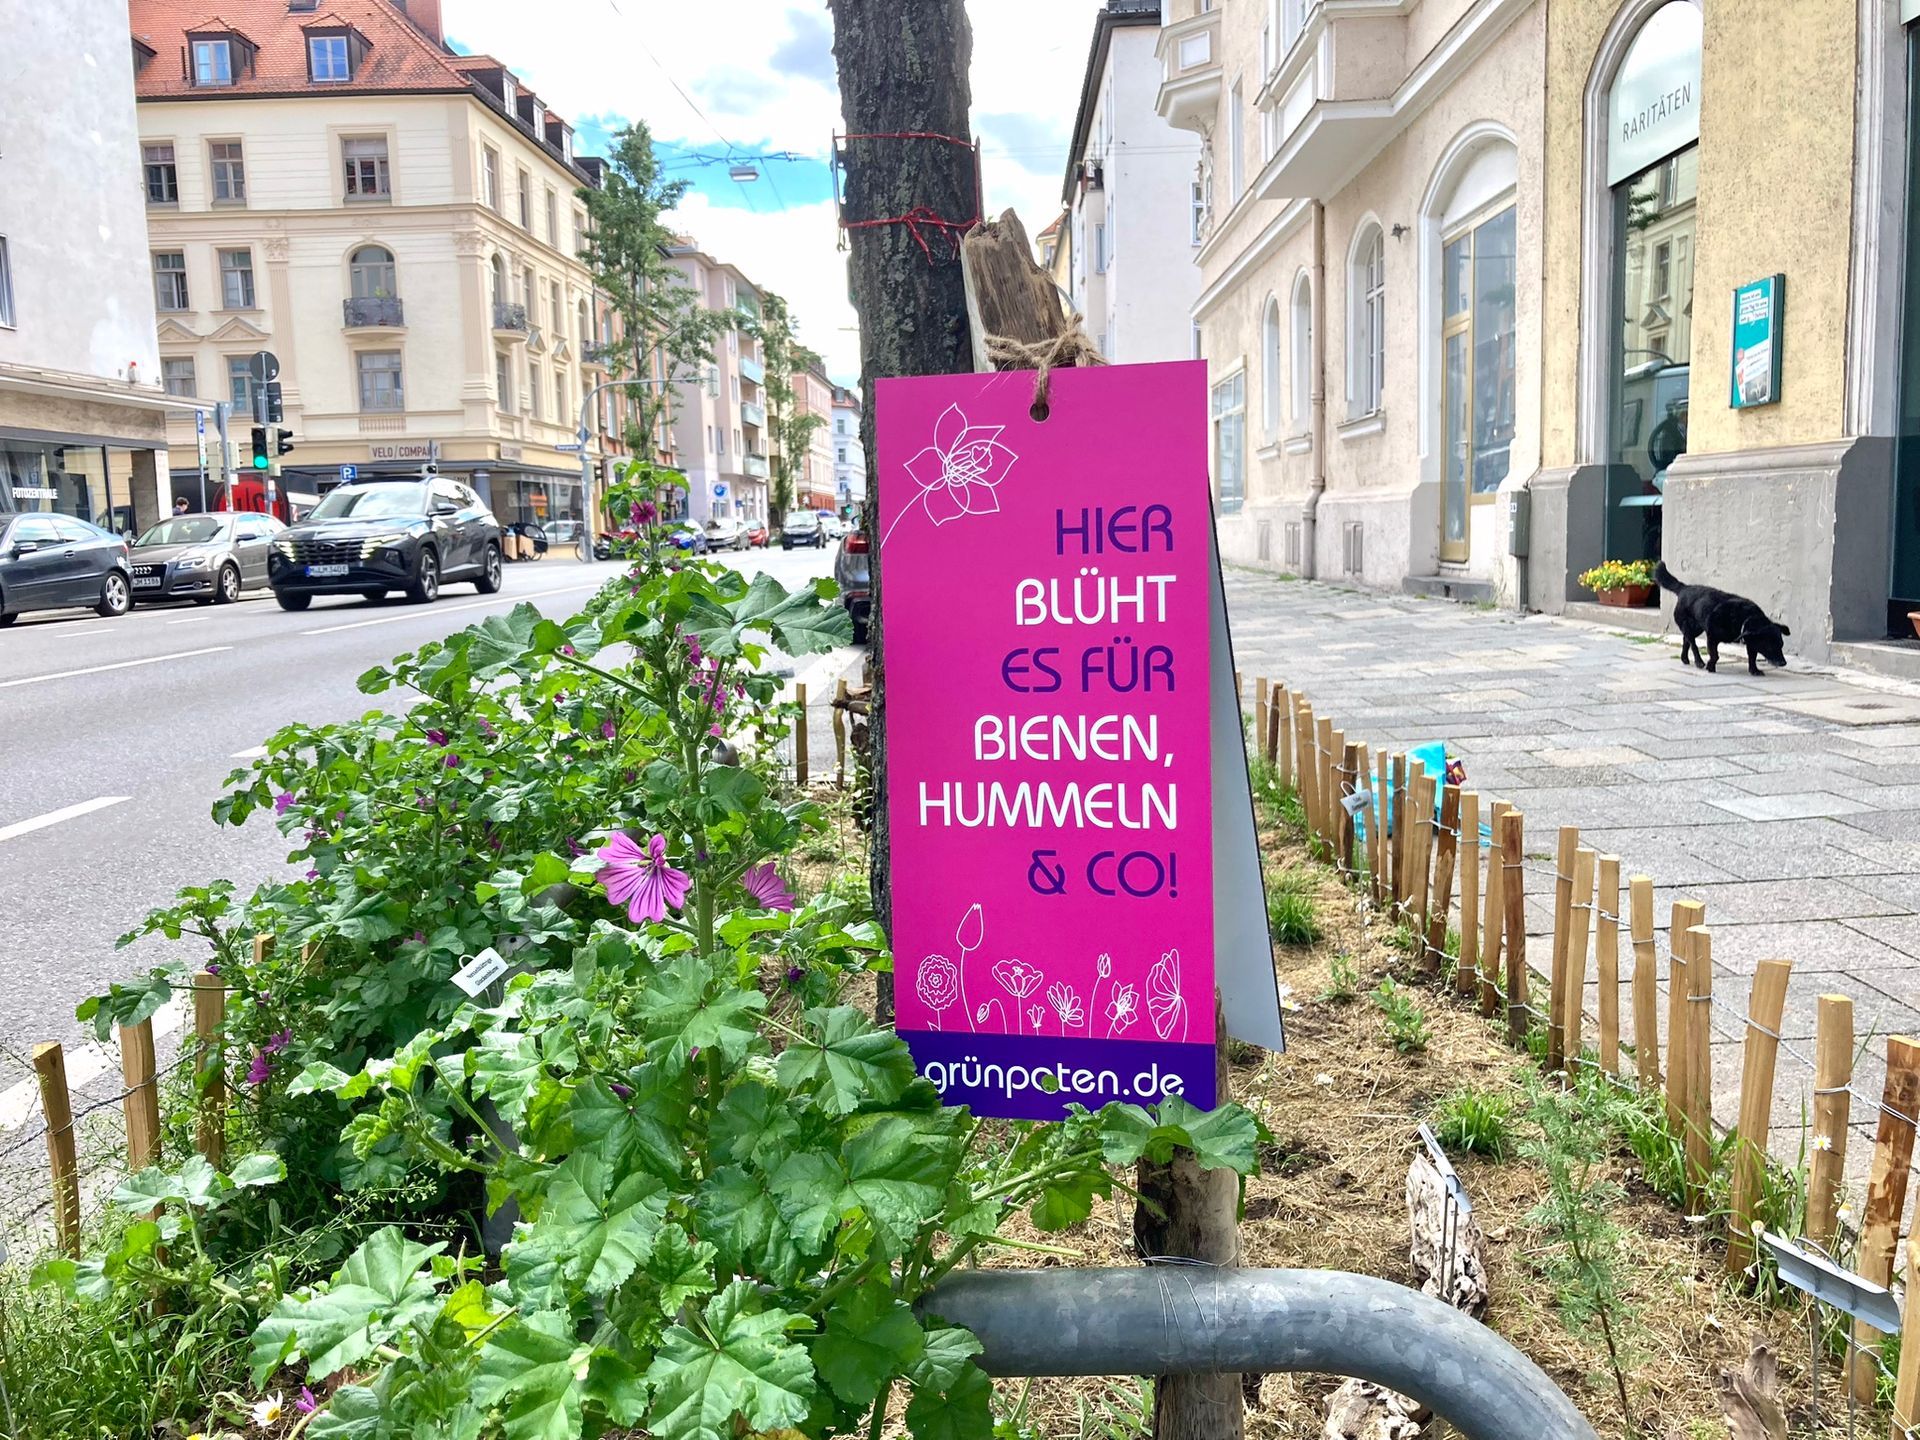 RARITÄTEN
VELO/COMPANY
FOTOZENTRALE
P
HIER
BLÜHT
ES FÜR
BIENEN,
HUMMELN
& CO!
grünpaten.de